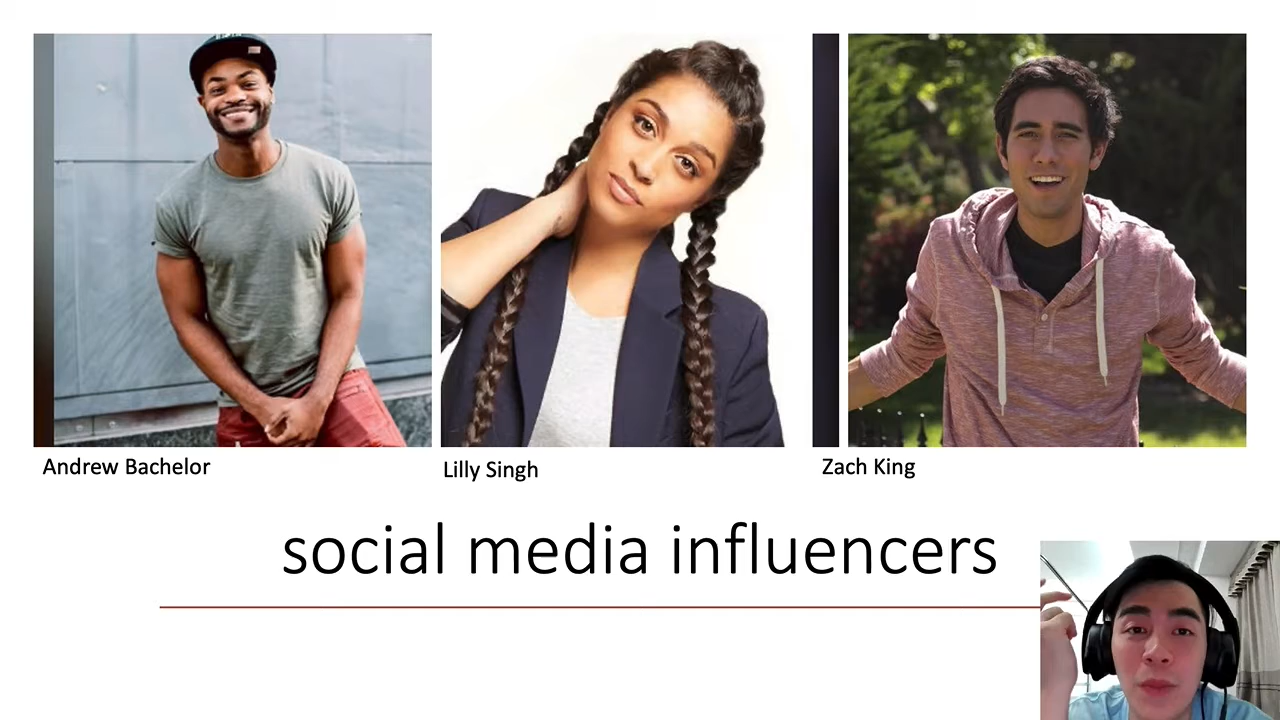 Andrew Bachelor
Lilly Singh
Zach King
social media influencers